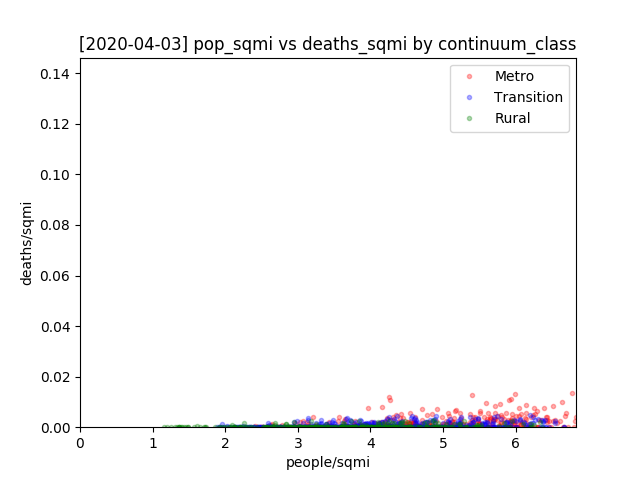 [2020-04-03] pop_sqmi vs deaths_sqmi by continuum_class
0.14
0.12
0.10
0.08
0.06
0.04
0.02
0.00
deaths/sqmi
Metro
Transition
Rural
0 1 2 3 4 5 6
people/sqmi